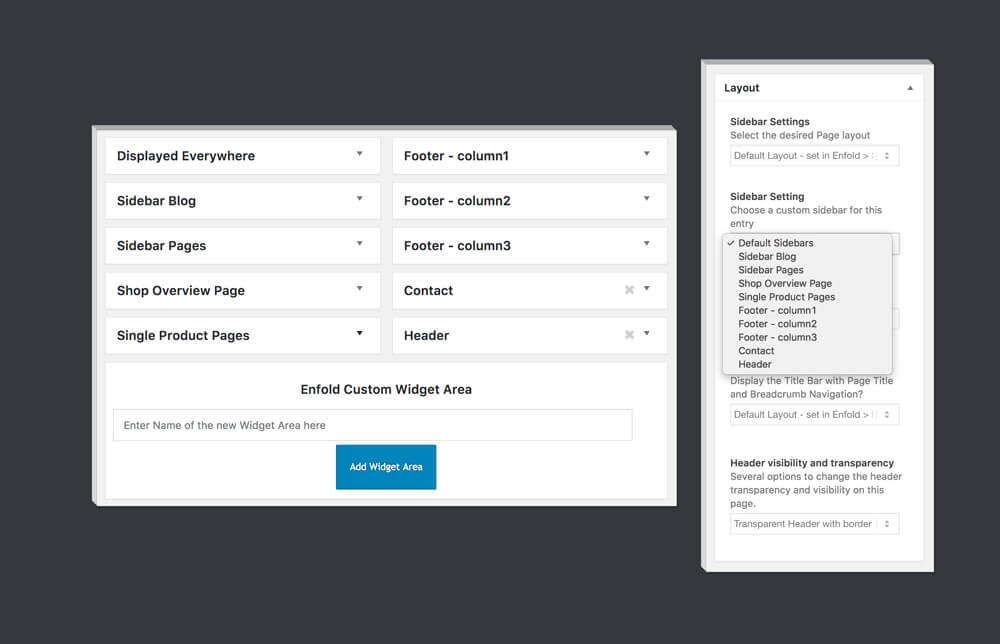 Displayed Everywhere
Footer - column1
Sidebar Blog
Footer - column2
Sidebar Pages
Footer - column3
Shop Overview Page
Contact
Single Product Pages
Header
Enfold Custom Widget Area
Enter Name of the new Widget Area here
Add Widget Area
Layout
Sidebar Settings
Select the desired Page layout
Default Layout - set in Enfold >
Sidebar Setting
Choose a custom sidebar for this
entry
✓ Default Sidebars
Sidebar Blog
Sidebar Pages
Shop Overview Page
Single Product Pages
Footer - column1
Footer - column2
Footer - column3
Contact
Header
Display the Title Bar with Page Title
and Breadcrumb Navigation?
Default Layout - set in Enfold >
Header visibility and transparency
Several options to change the header
transparency and visibility on this
page.
Transparent Header with border